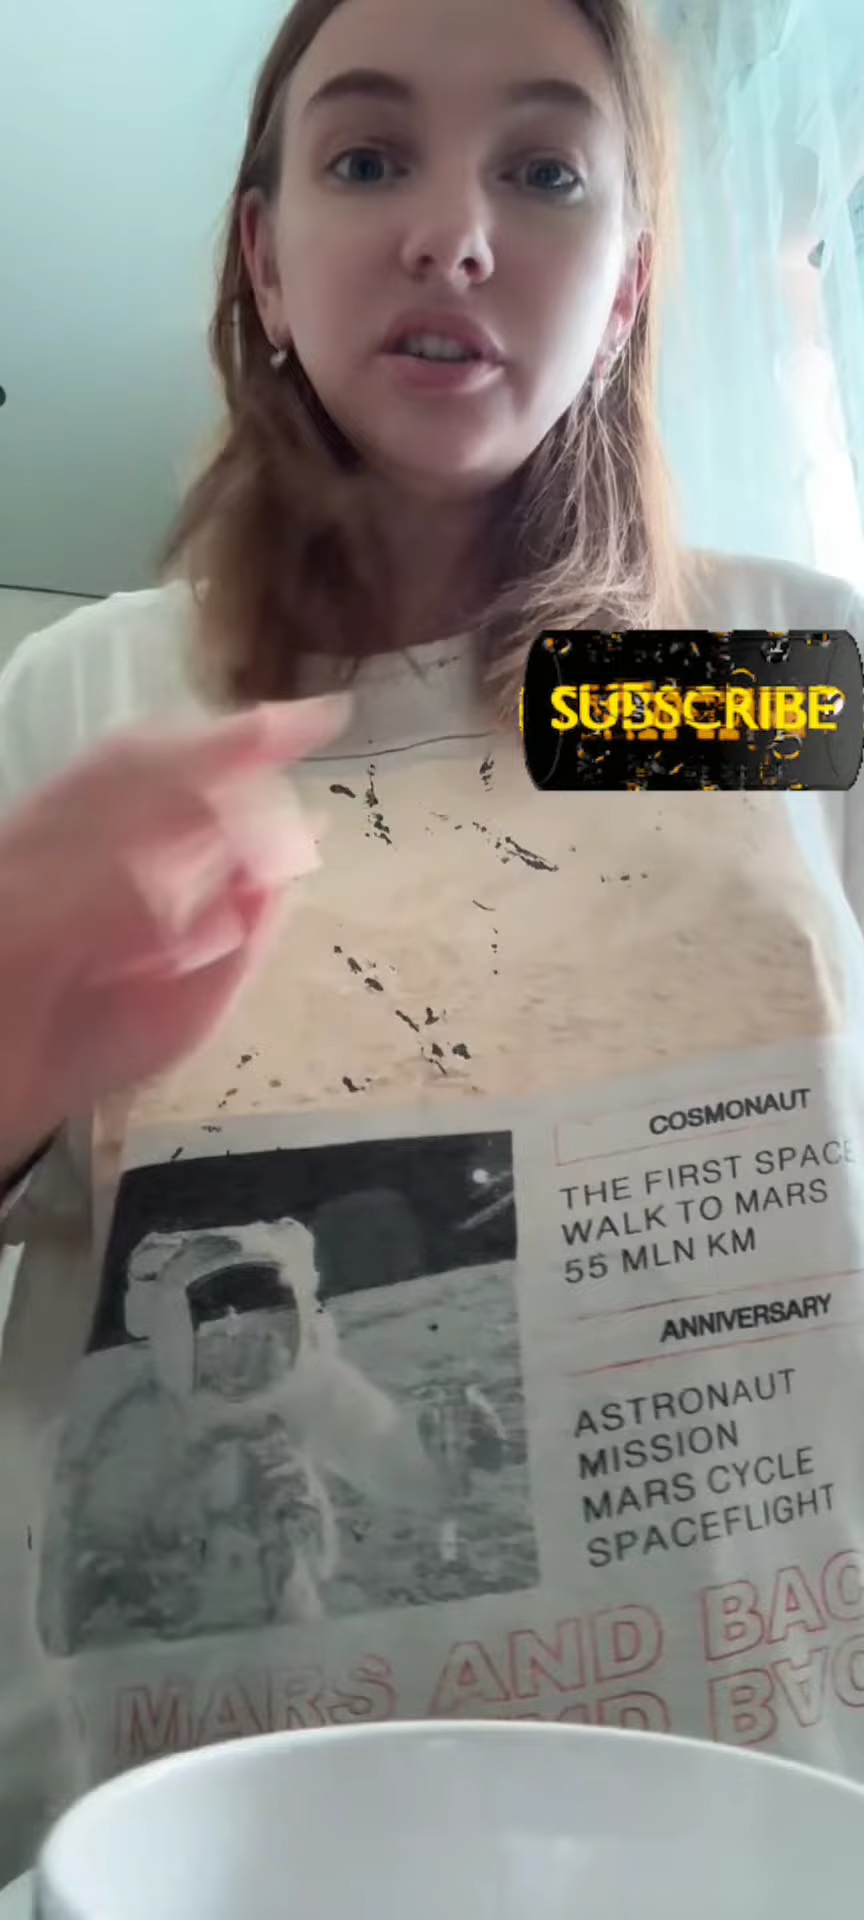 SUBSCRIBE
COSMONAUT
THE FIRST SPACE
WALK TO MARS
55 MLN KM
ANNIVERSARY
ASTRONAUT
MISSION
MARS CYCLE
SPACEFLIGHT
MARS AND BAC